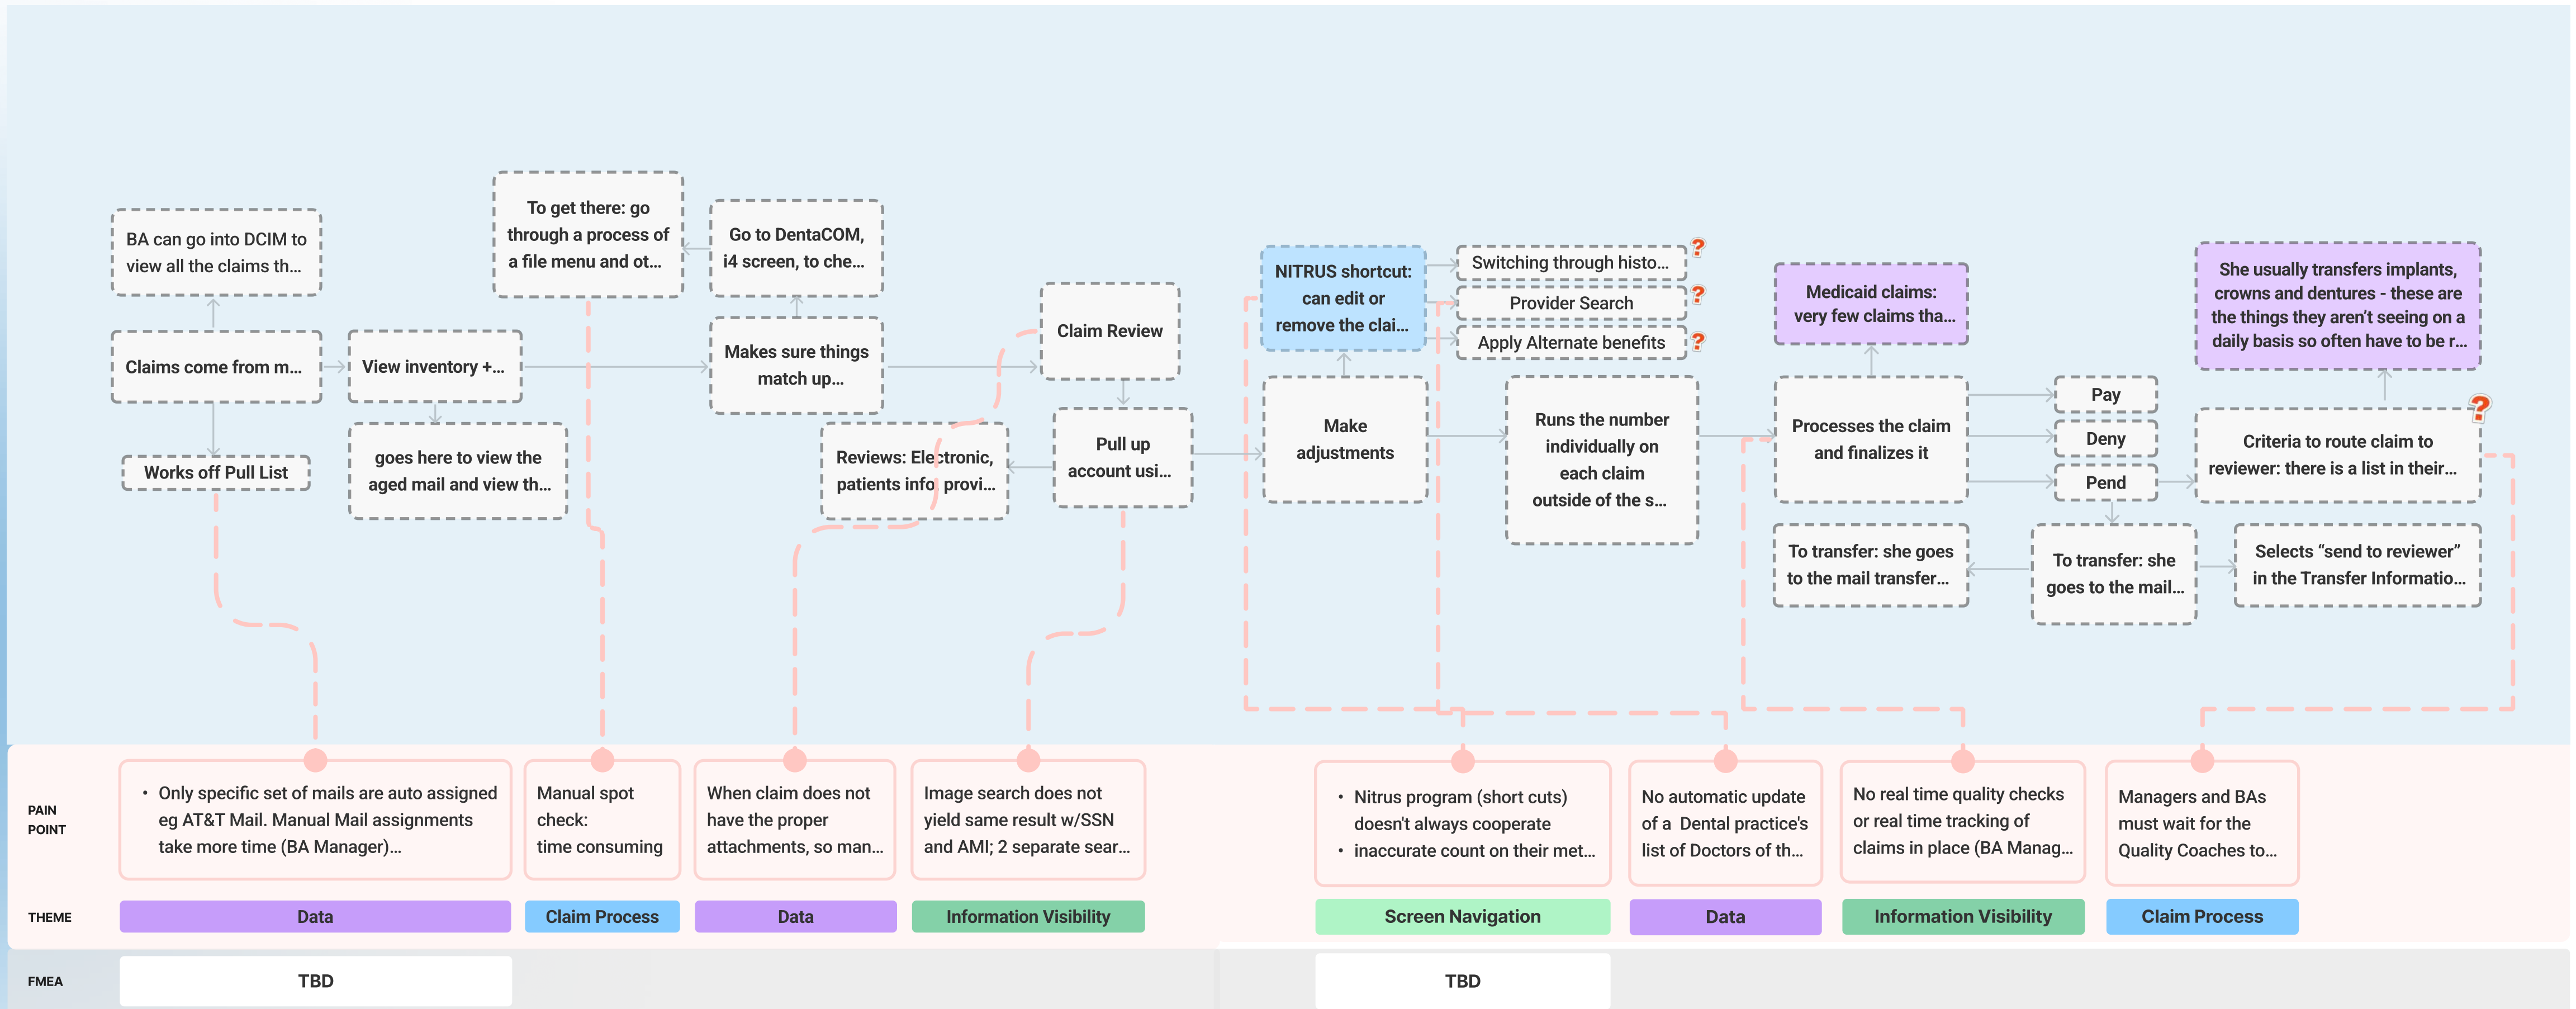 BA can go into DCIM to
view all the claims th...
Claims come from m...
Works off Pull List
View inventory +...
goes here to view the
aged mail and view th...
To get there: go
through a process of
a file menu and ot...
Go to DentaCOM,
i4 screen, to che...
Makes sure things
match up...
Reviews: Electronic,
patients info provi...
Claim Review
Pull up
account usi...
NITRUS shortcut:
can edit or
remove the clai...
Switching through histo...
?
Provider Search
?
Apply Alternate benefits
?
Make
adjustments
Runs the number
individually on
each claim
outside of the s...
Medicaid claims:
very few claims tha...
Processes the claim
and finalizes it
Pay
Deny
Pend
She usually transfers implants,
crowns and dentures - these are
the things they aren’t seeing on a
daily basis so often have to be r...
?
Criteria to route claim to
reviewer: there is a list in their...
To transfer: she goes
to the mail transfer...
To transfer: she
goes to the mail...
Selects “send to reviewer”
in the Transfer Informatio...
PAIN
POINT
• Only specific set of mails are auto assigned
eg AT&T Mail. Manual Mail assignments
take more time (BA Manager)...
Manual spot
check:
time consuming
When claim does not
have the proper
attachments, so man...
Image search does not
yield same result w/SSN
and AMI; 2 separate sear...
• Nitrus program (short cuts)
doesn't always cooperate
• inaccurate count on their met...
No automatic update
of a Dental practice's
list of Doctors of th...
No real time quality checks
or real time tracking of
claims in place (BA Manag...
Managers and BAs
must wait for the
Quality Coaches to...
THEME
Data
Claim Process
Data
Information Visibility
Screen Navigation
Data
Information Visibility
Claim Process
FMEA
TBD
TBD